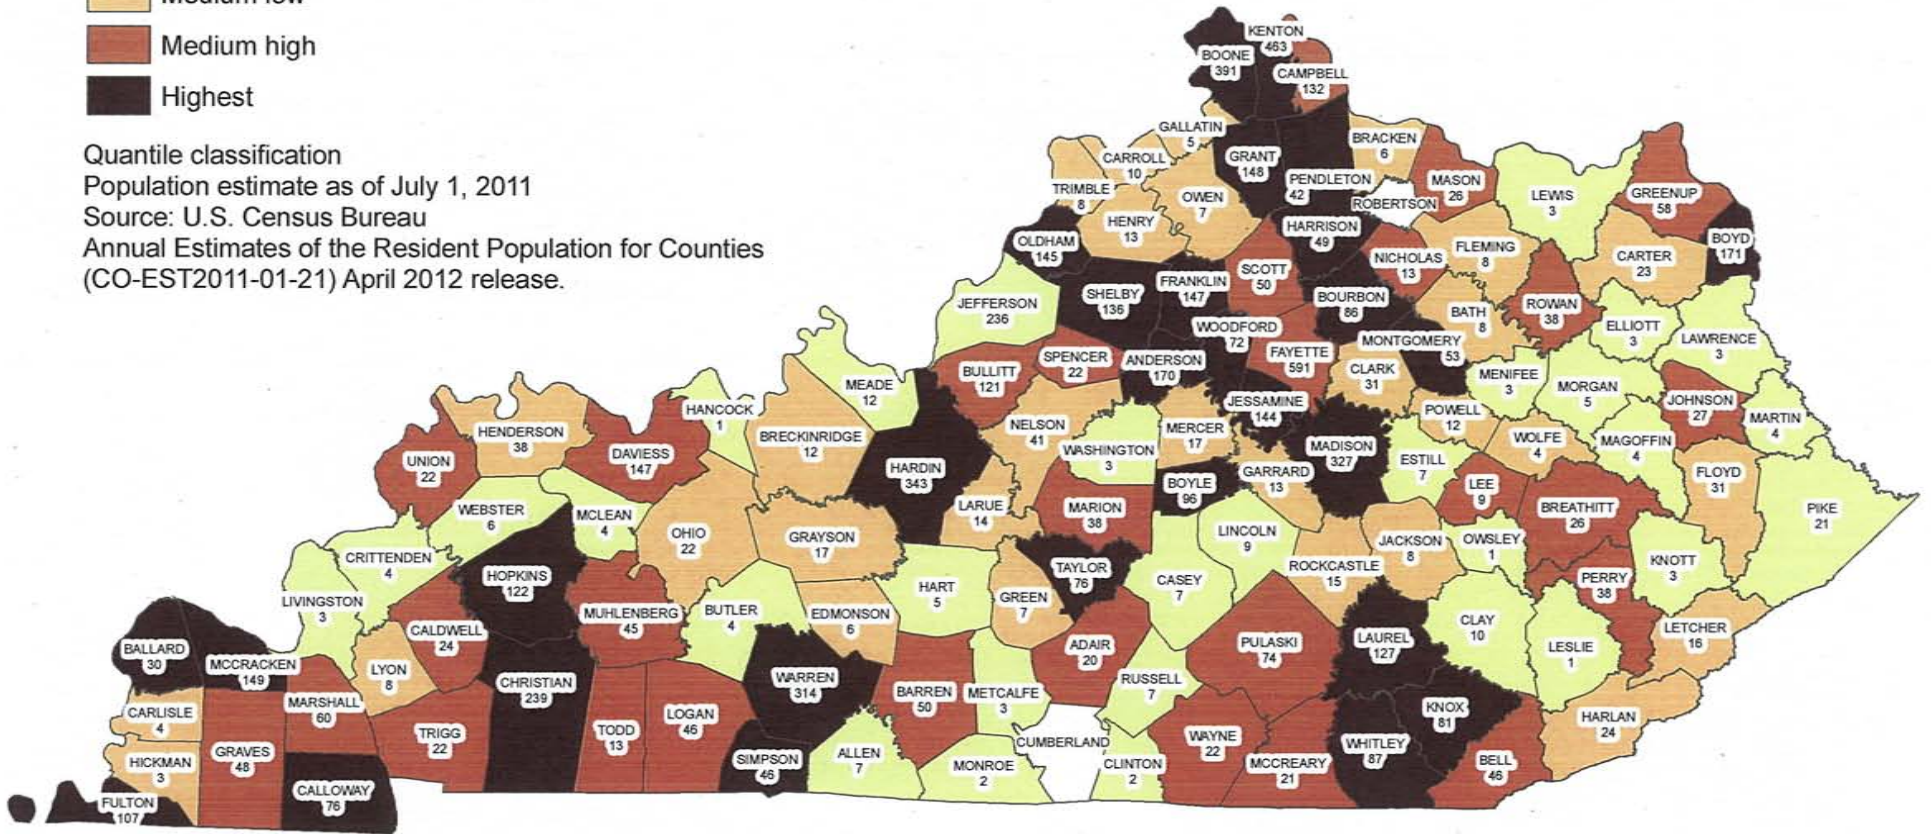 Medium low
Medium high
Highest
Quantile classification
Population estimate as of July 1, 2011
Source: U.S. Census Bureau
Annual Estimates of the Resident Population for Counties
(CO-EST2011-01-21) April 2012 release.
KENTON
463
BOONE
391
CAMPBELL
132
GALLATIN
5
CARROLL
10
GRANT
148
BRACKEN
6
PENDLETON
42
TRIMBLE
8
OWEN
7
ROBERTSON
MASON
26
LEWIS
3
GREENUP
58
HENRY
13
HARRISON
49
OLDHAM
145
NICHOLAS
13
FLEMING
8
CARTER
23
BOYD
171
JEFFERSON
236
SHELBY
136
FRANKLIN
147
SCOTT
50
BOURBON
86
BATH
8
ROWAN
38
ELLIOTT
3
LAWRENCE
3
WOODFORD
72
MONTGOMERY
53
SPENCER
22
ANDERSON
170
FAYETTE
591
CLARK
31
MENIFEE
3
MORGAN
5
BULLITT
121
MEADE
12
JESSAMINE
144
POWELL
12
JOHNSON
27
MARTIN
4
HANCOCK
1
HENDERSON
38
BRECKINRIDGE
12
NELSON
41
WASHINGTON
3
MERCER
17
MADISON
327
WOLFE
4
MAGOFFIN
4
UNION
22
DAVIESS
147
HARDIN
343
ESTILL
7
FLOYD
31
GARRARD
13
BOYLE
96
LEE
9
WEBSTER
6
MCLEAN
4
LARUE
14
MARION
38
BREATHITT
26
PIKE
21
OHIO
22
GRAYSON
17
LINCOLN
9
JACKSON
8
OWSLEY
1
CRITTENDEN
4
HOPKINS
122
TAYLOR
76
CASEY
7
ROCKCASTLE
15
PERRY
38
KNOTT
3
HART
5
GREEN
7
LIVINGSTON
3
MUHLENBERG
45
BUTLER
4
EDMONSON
6
CALDWELL
24
CLAY
10
LETCHER
16
BALLARD
30
MCCRACKEN
149
LYON
8
ADAIR
20
PULASKI
74
LAUREL
127
LESLIE
1
CHRISTIAN
239
WARREN
314
BARREN
50
METCALFE
3
RUSSELL
7
CARLISLE
4
MARSHALL
60
TRIGG
22
TODD
13
LOGAN
46
KNOX
81
HARLAN
24
GRAVES
48
CUMBERLAND
WAYNE
22
WHITLEY
87
HICKMAN
3
SIMPSON
46
ALLEN
7
MONROE
2
CLINTON
2
MCCREARY
21
BELL
46
CALLOWAY
76
FULTON
107